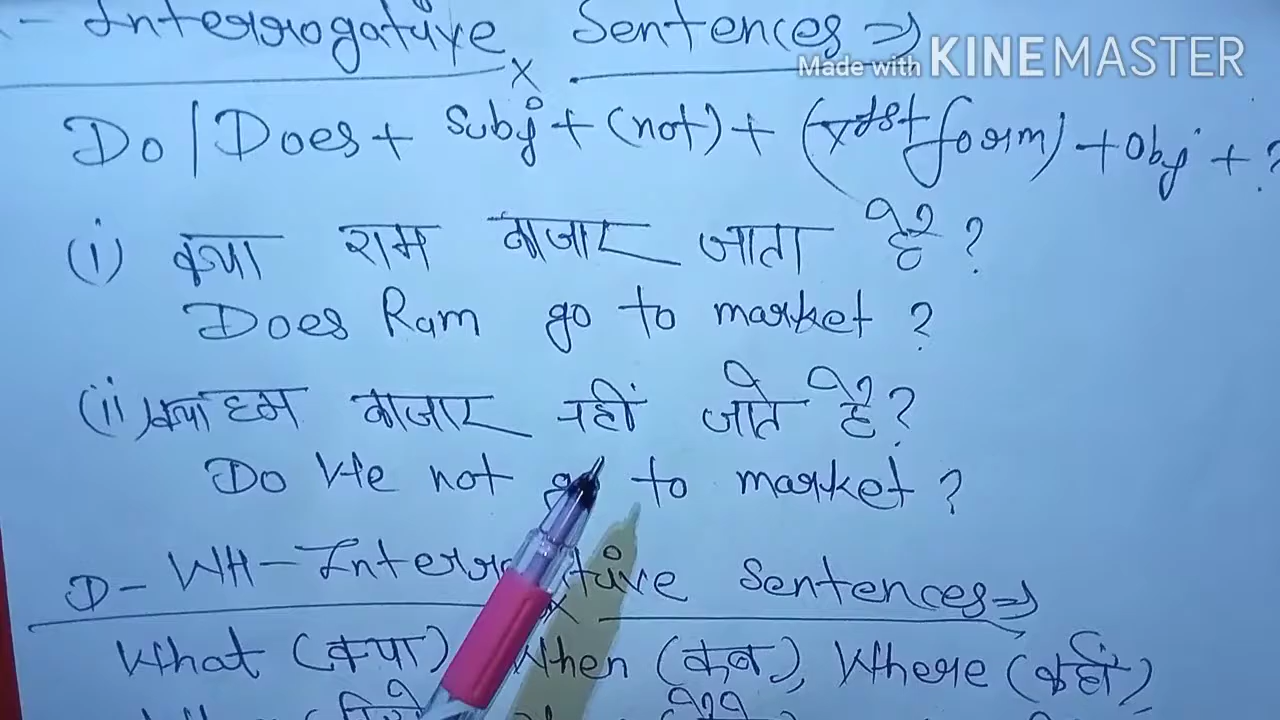 - Interrogative Sentences ⇒
Made with KINEMASTER
Do / Does + Subj + (not) + (Ist form) + Obj + ?
(i) क्या राम बाजार जाता है ?
Does Ram go to market ?
(ii) क्या हम बाजार नहीं जाते है ?
Do We not go to market ?
D - WH - Interrogative Sentences ⇒
What (क्या) When (कब), Where (कहाँ)